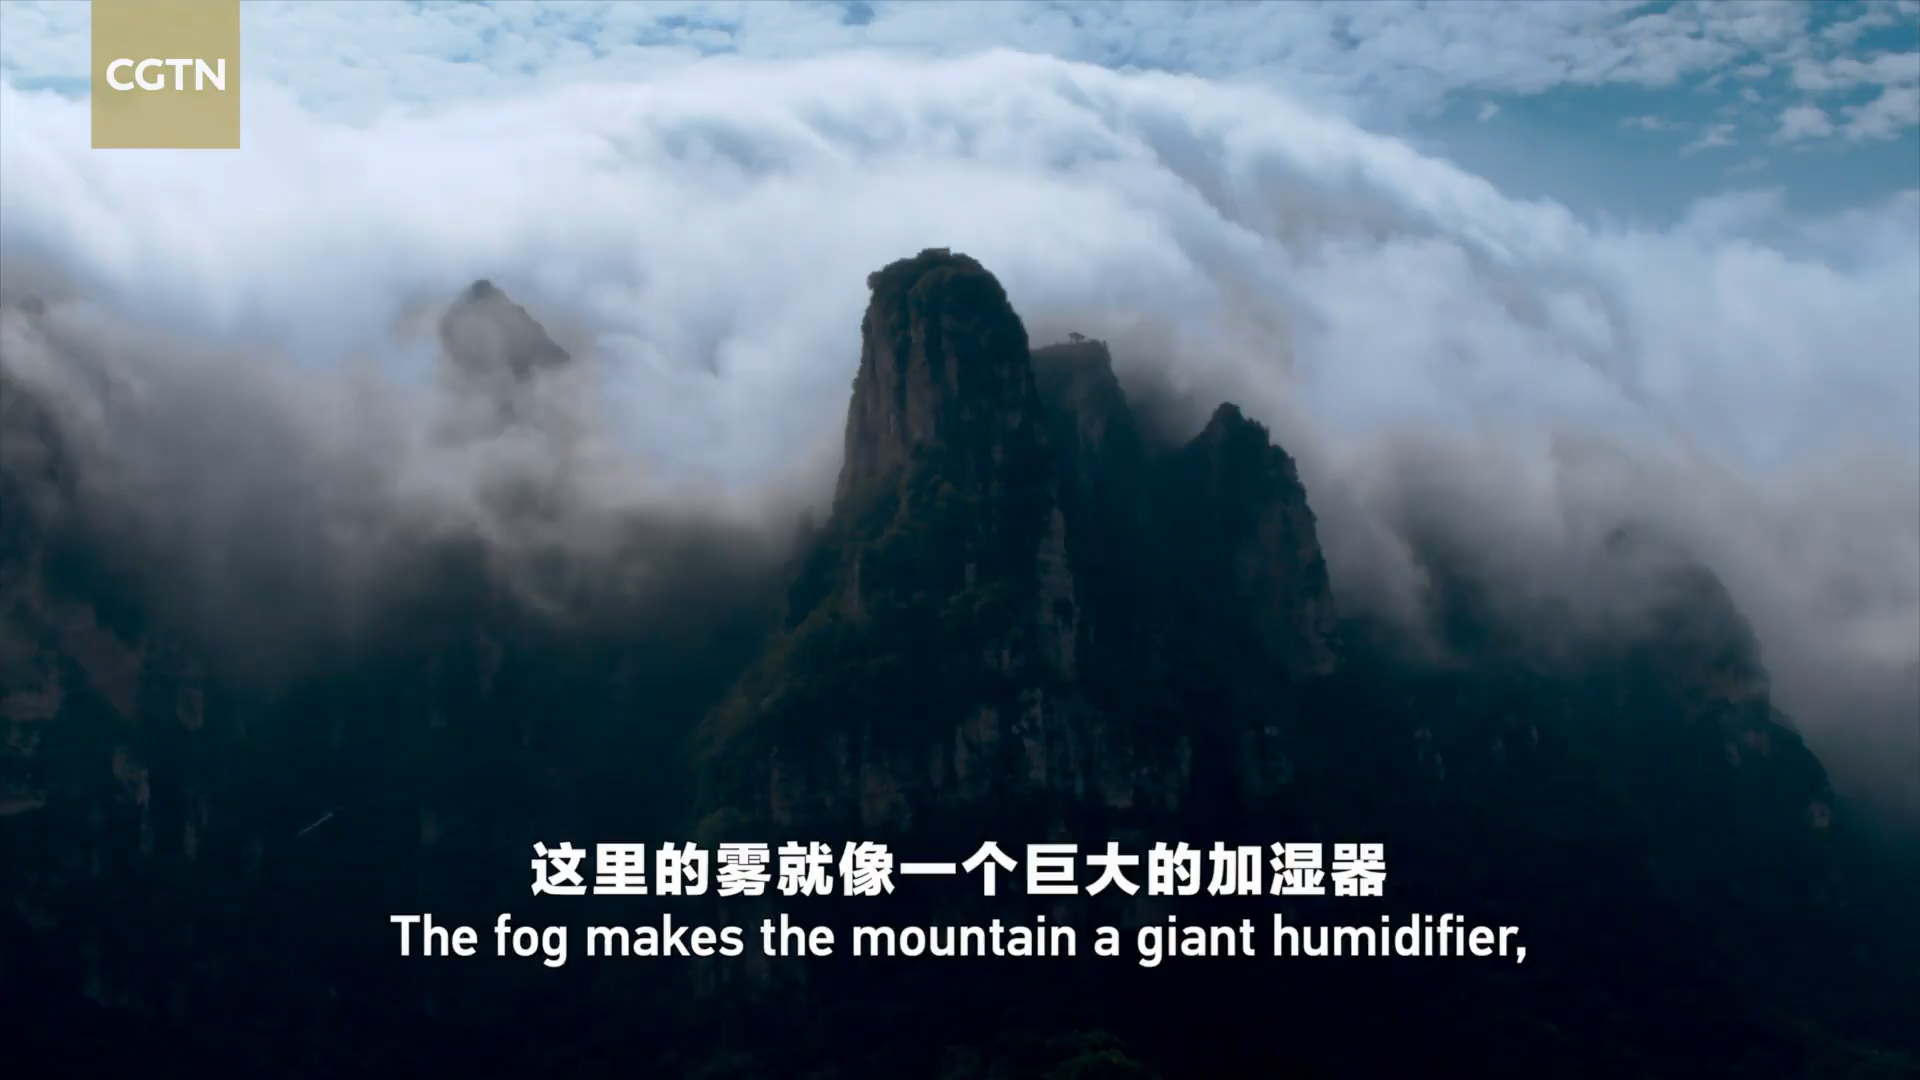 CGTN
这里的雾就像一个巨大的加湿器
The fog makes the mountain a giant humidifier,